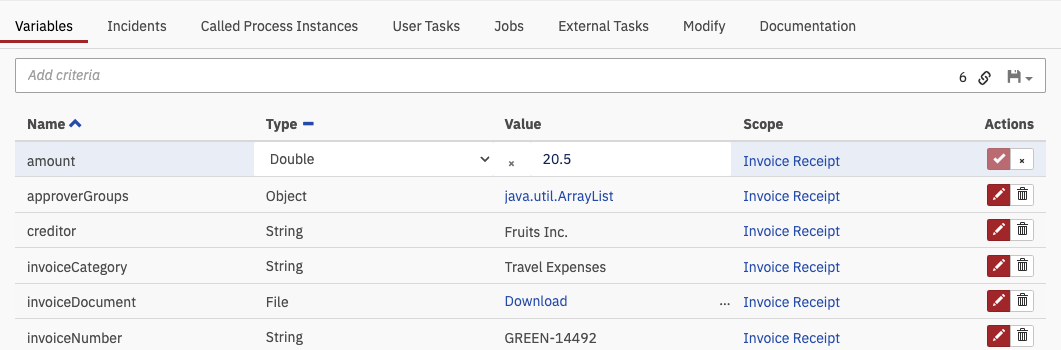 Variables Incidents Called Process Instances User Tasks Jobs External Tasks Modify Documentation
Add criteria 6
Name Type Value Scope Actions
amount Double × 20.5 Invoice Receipt ×
approverGroups Object java.util.ArrayList Invoice Receipt
creditor String Fruits Inc. Invoice Receipt
invoiceCategory String Travel Expenses Invoice Receipt
invoiceDocument File Download ... Invoice Receipt
invoiceNumber String GREEN-14492 Invoice Receipt